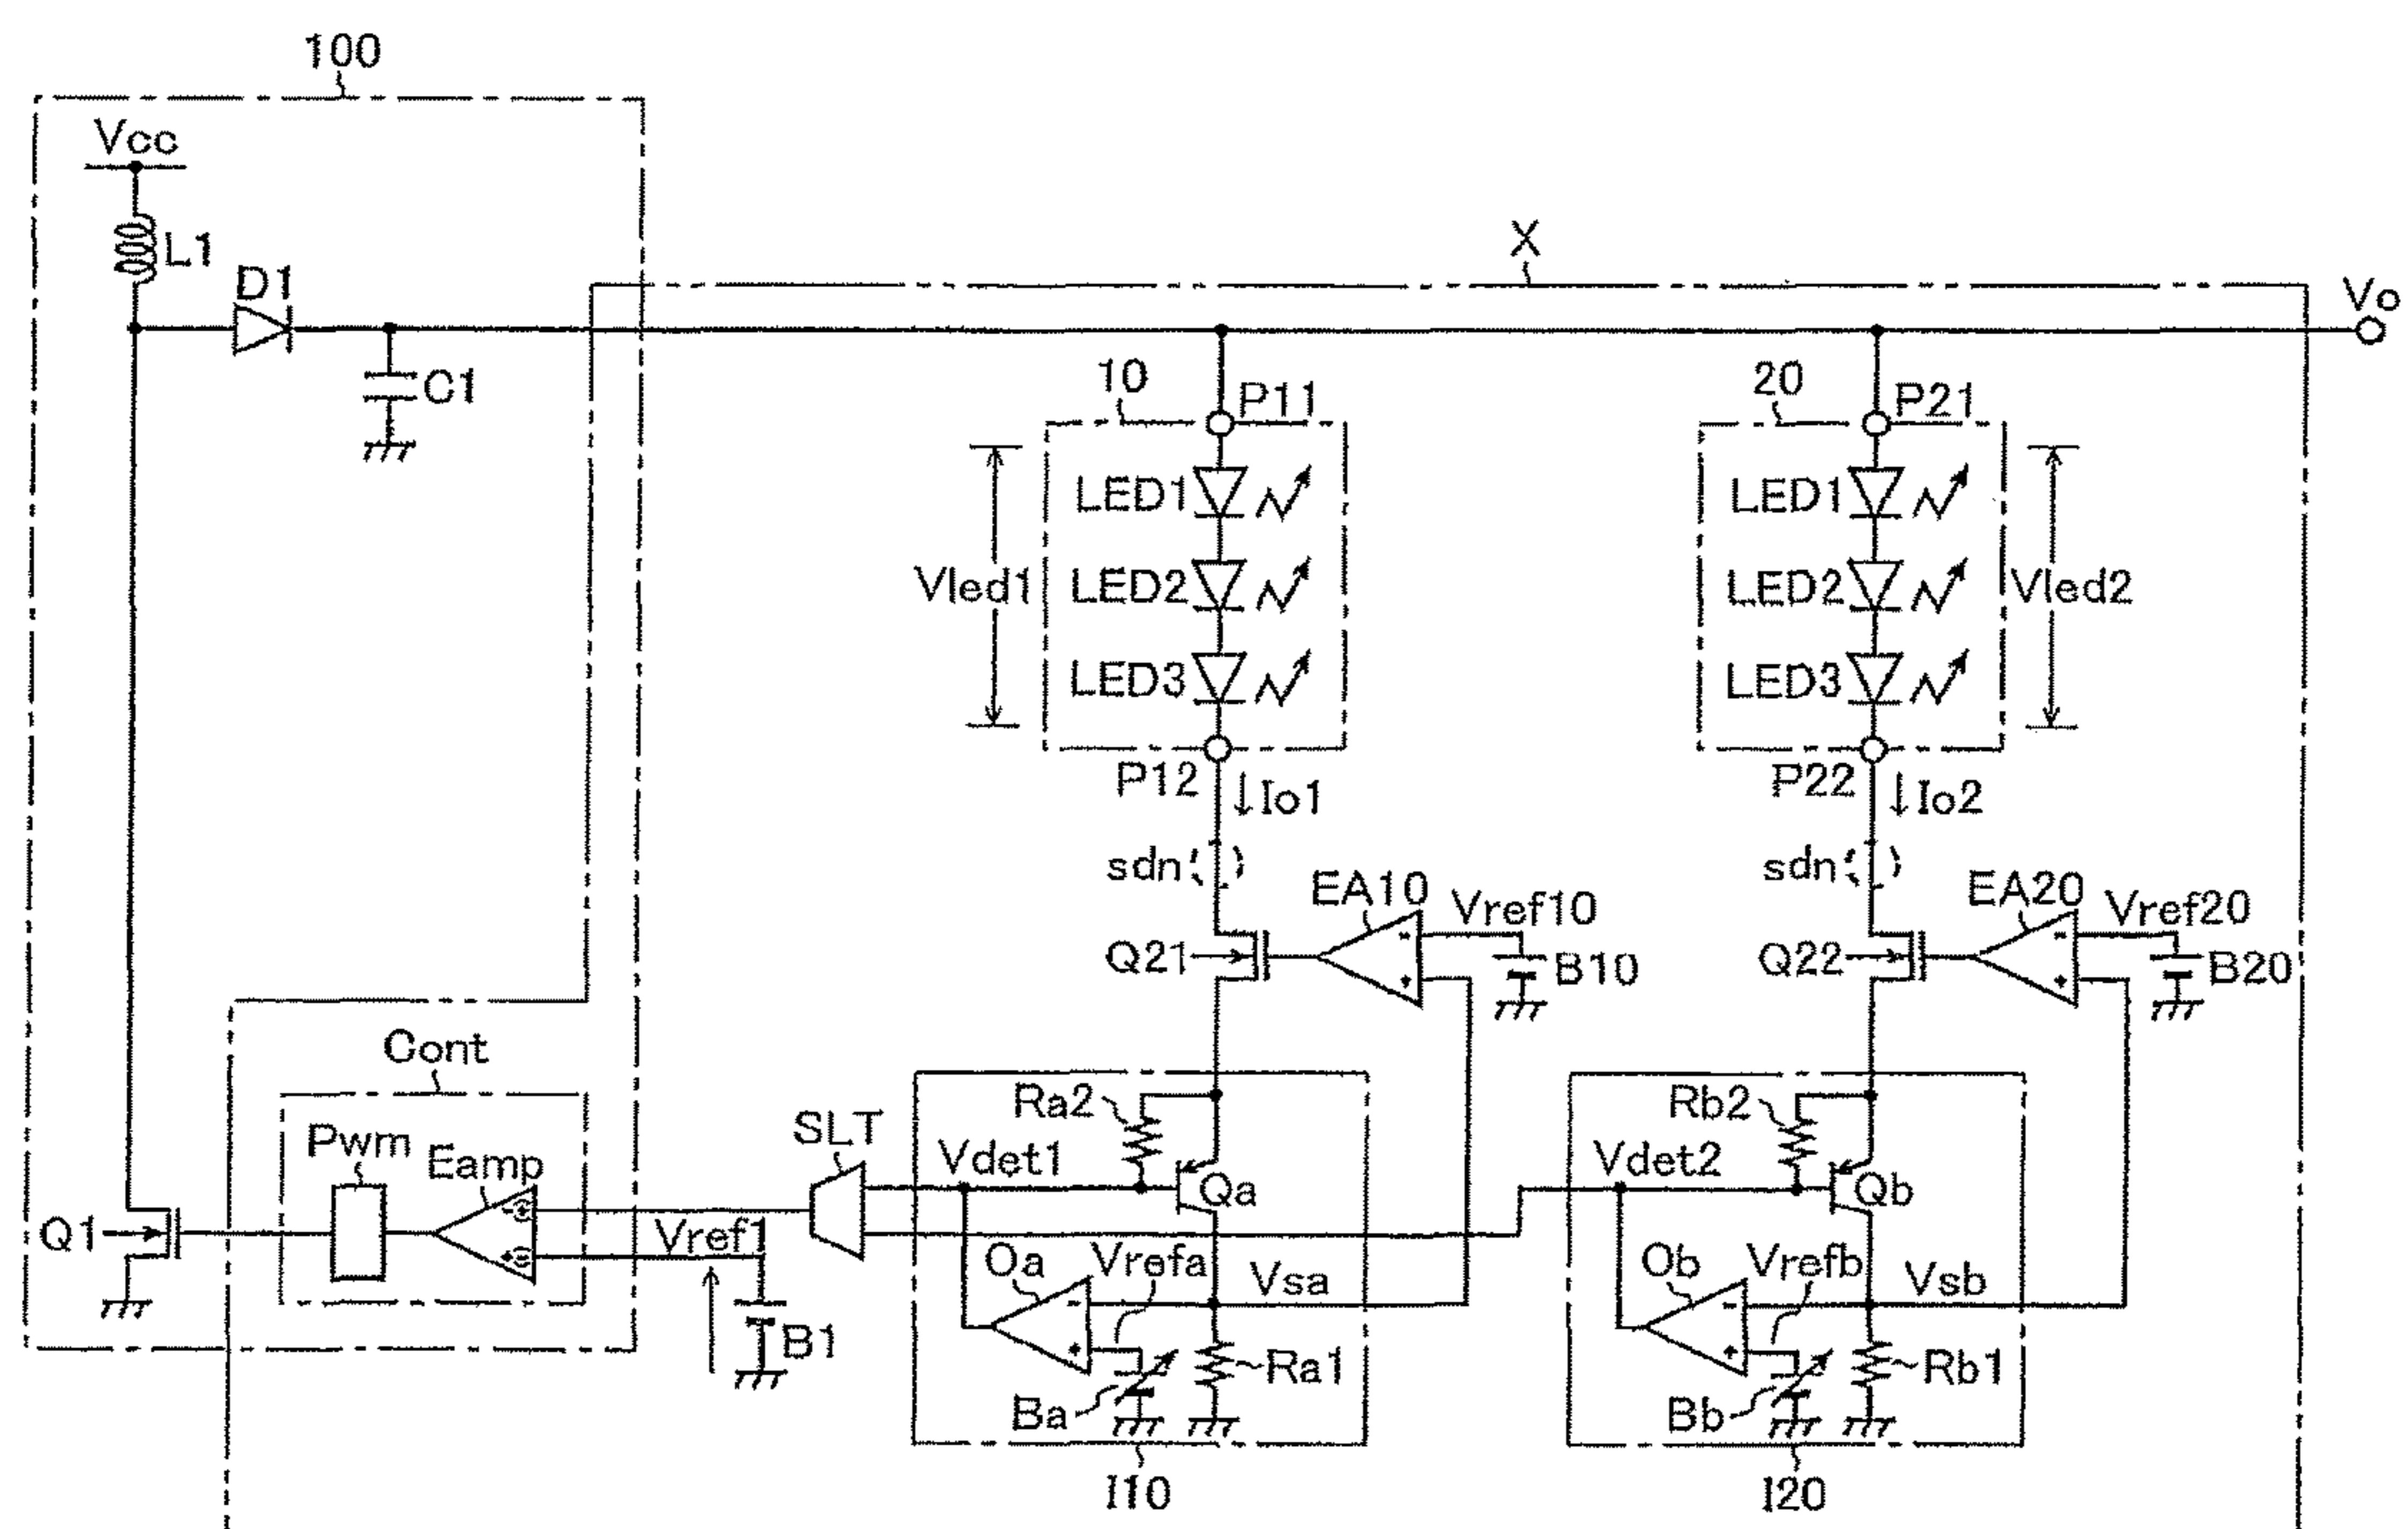 100
Vcc
L1
D1
C1
X
Vo
10
P11
LED1
LED2
LED3
Vled1
P12
Io1
20
P21
LED1
LED2
LED3
Vled2
P22
Io2
sdn
EA10
Vref10
Q21
B10
sdn
EA20
Vref20
Q22
B20
Cont
Pwm
Eamp
Q1
Vref1
B1
SLT
Ra2
Vdet1
Qa
Oa
Vrefa
Vsa
Ba
Ra1
I10
Rb2
Vdet2
Qb
Ob
Vrefb
Vsb
Bb
Rb1
I20